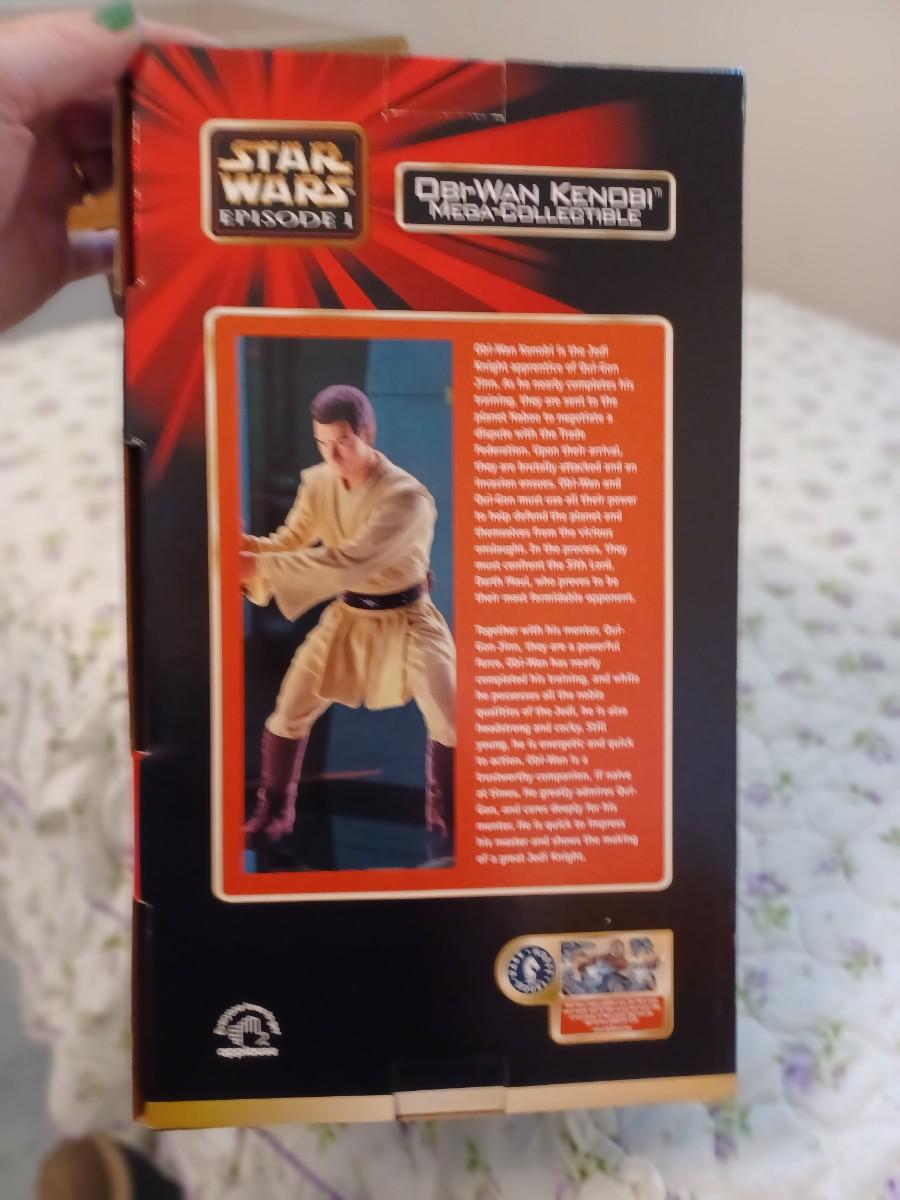 STAR
WARS
EPISODE I
OBI-WAN KENOBI™
MEGA-COLLECTIBLE
Obi-Wan Kenobi is the Jedi
Knight apprentice of Qui-Gon
Jinn. As he nearly completes his
training, they are sent to the
planet Naboo to negotiate a
dispute with the Trade
Federation. Upon their arrival,
they are brutally attacked and an
invasion ensues. Obi-Wan and
Qui-Gon must use all their power
to help defend the planet and
themselves from the vicious
onslaught. In the process, they
must confront the Sith Lord,
Darth Maul, who proves to be
their most formidable opponent.
Together with his mentor, Qui-
Gon Jinn, they are a powerful
force. Obi-Wan has nearly
completed his training, and while
he possesses all the noble
qualities of the Jedi, he is also
headstrong and cocky. Still
young, he is energetic and quick
to action. Obi-Wan is a
trustworthy companion, if naive
at times. He greatly admires Qui-
Gon, and cares deeply for his
mentor. He is quick to impress
his master and shows the making
of a great Jedi Knight.
applause